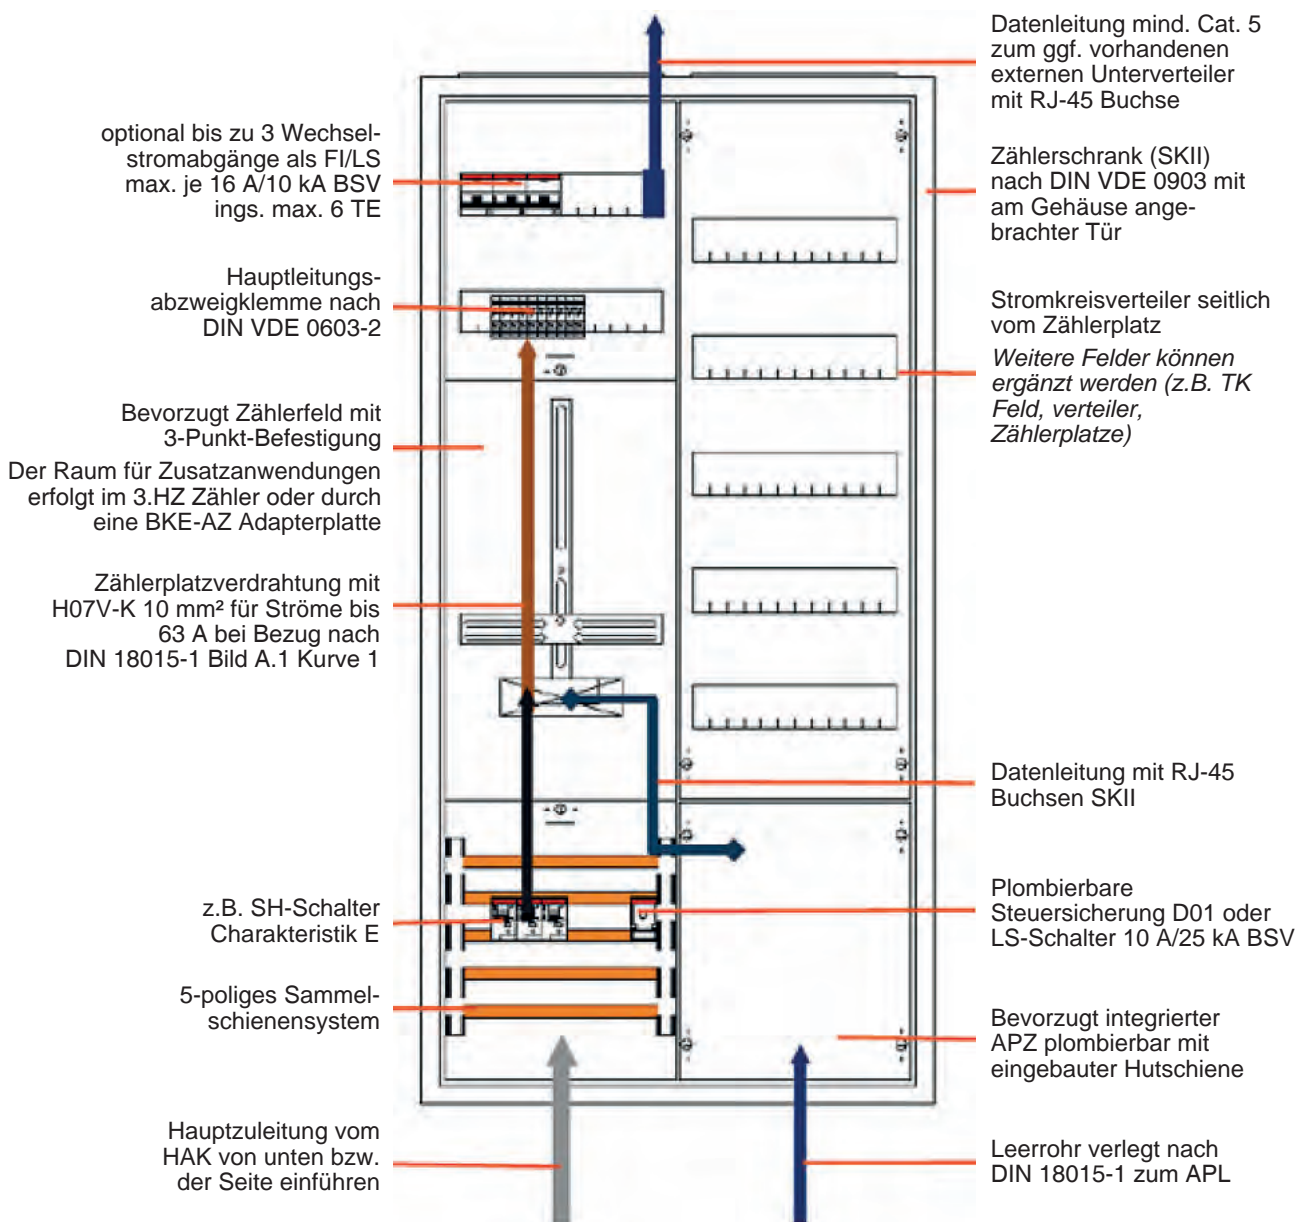 optional bis zu 3 Wechsel-
stromabgänge als FI/LS
max. je 16 A/10 kA BSV
ings. max. 6 TE
Hauptleitungs-
abzweigklemme nach
DIN VDE 0603-2
Bevorzugt Zählerfeld mit
3-Punkt-Befestigung
Der Raum für Zusatzanwendungen
erfolgt im 3.HZ Zähler oder durch
eine BKE-AZ Adapterplatte
Zählerplatzverdrahtung mit
H07V-K 10 mm² für Ströme bis
63 A bei Bezug nach
DIN 18015-1 Bild A.1 Kurve 1
z.B. SH-Schalter
Charakteristik E
5-poliges Sammel-
schienensystem
Hauptzuleitung vom
HAK von unten bzw.
der Seite einführen
Datenleitung mind. Cat. 5
zum ggf. vorhandenen
externen Unterverteiler
mit RJ-45 Buchse
Zählerschrank (SKII)
nach DIN VDE 0903 mit
am Gehäuse ange-
brachter Tür
Stromkreisverteiler seitlich
vom Zählerplatz
Weitere Felder können
ergänzt werden (z.B. TK
Feld, verteiler,
Zählerplatze)
Datenleitung mit RJ-45
Buchsen SKII
Plombierbare
Steuersicherung D01 oder
LS-Schalter 10 A/25 kA BSV
Bevorzugt integrierter
APZ plombierbar mit
eingebauter Hutschiene
Leerrohr verlegt nach
DIN 18015-1 zum APL